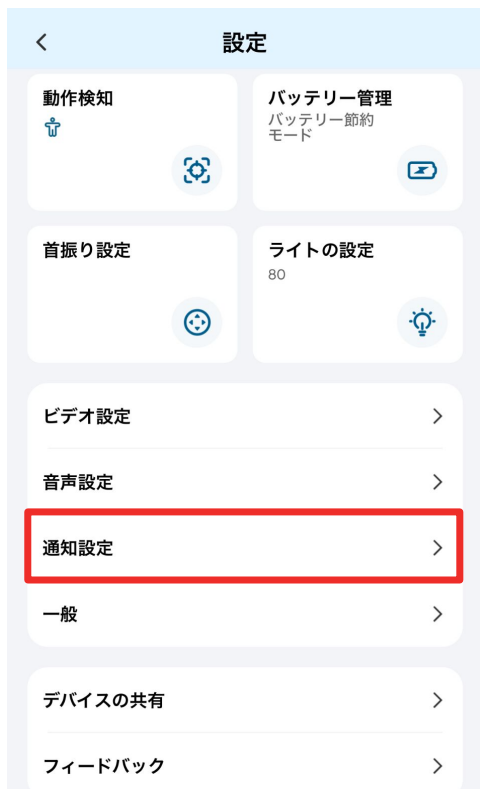 設定
動作検知
バッテリー管理
バッテリー節約
モード
首振り設定
ライトの設定
80
ビデオ設定
音声設定
通知設定
一般
デバイスの共有
フィードバック